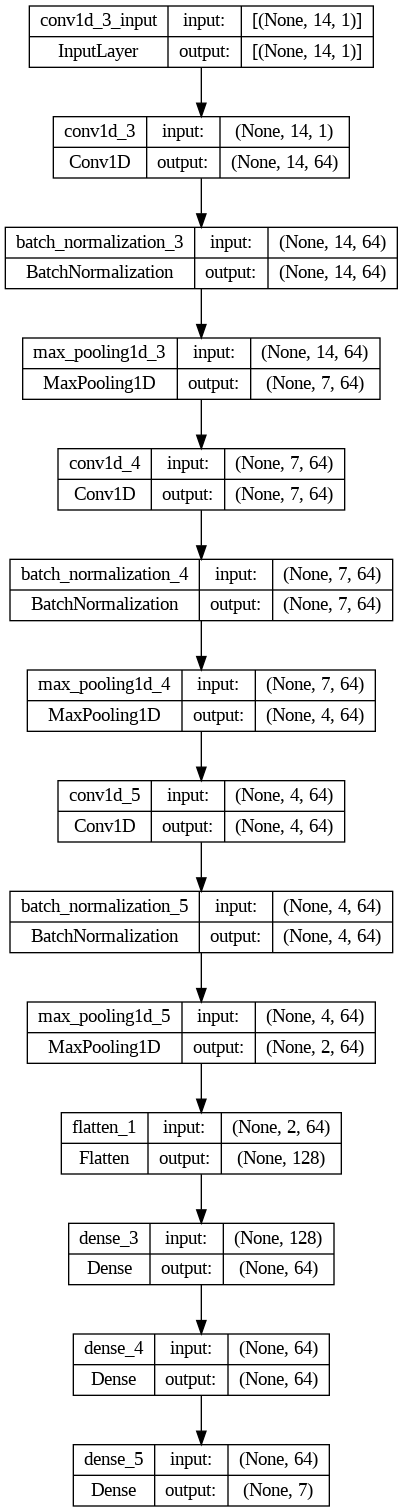 conv1d_3_input input: [(None, 14, 1)]
InputLayer output: [(None, 14, 1)]
conv1d_3 input: (None, 14, 1)
Conv1D output: (None, 14, 64)
batch_normalization_3 input: (None, 14, 64)
BatchNormalization output: (None, 14, 64)
max_pooling1d_3 input: (None, 14, 64)
MaxPooling1D output: (None, 7, 64)
conv1d_4 input: (None, 7, 64)
Conv1D output: (None, 7, 64)
batch_normalization_4 input: (None, 7, 64)
BatchNormalization output: (None, 7, 64)
max_pooling1d_4 input: (None, 7, 64)
MaxPooling1D output: (None, 4, 64)
conv1d_5 input: (None, 4, 64)
Conv1D output: (None, 4, 64)
batch_normalization_5 input: (None, 4, 64)
BatchNormalization output: (None, 4, 64)
max_pooling1d_5 input: (None, 4, 64)
MaxPooling1D output: (None, 2, 64)
flatten_1 input: (None, 2, 64)
Flatten output: (None, 128)
dense_3 input: (None, 128)
Dense output: (None, 64)
dense_4 input: (None, 64)
Dense output: (None, 64)
dense_5 input: (None, 64)
Dense output: (None, 7)